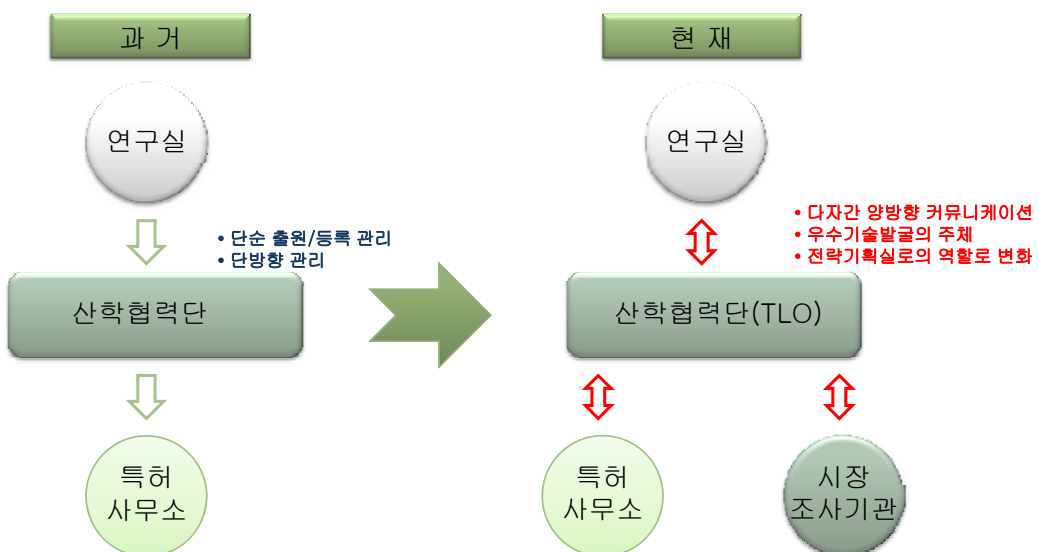 과 거
연구실
• 단순 출원/등록 관리
• 단방향 관리
산학협력단
특허
사무소
현 재
연구실
• 다자간 양방향 커뮤니케이션
• 우수기술발굴의 주체
• 전략기획실로의 역할로 변화
산학협력단(TLO)
특허
사무소
시장
조사기관